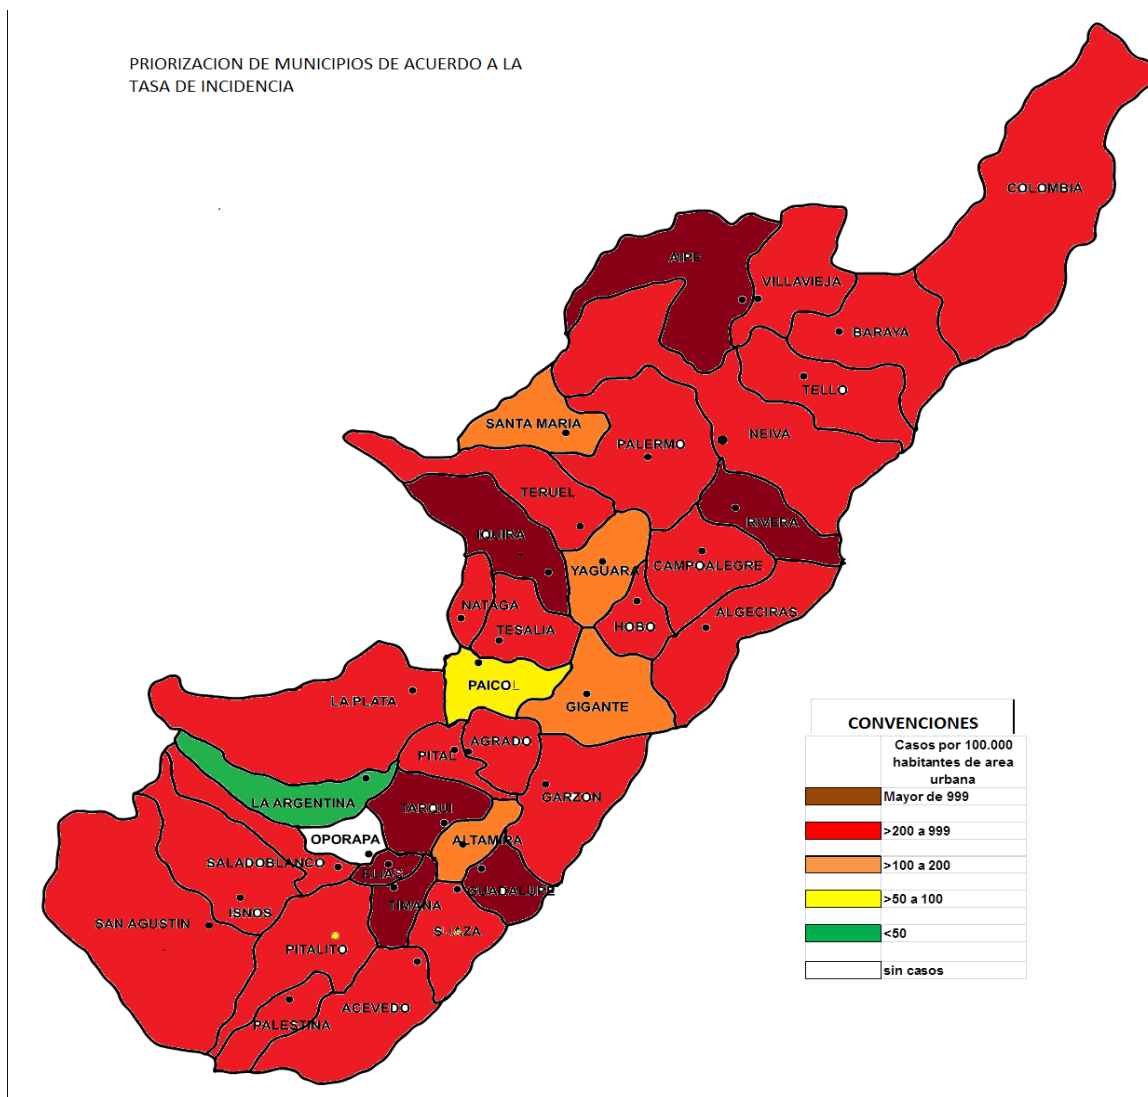 PRIORIZACION DE MUNICIPIOS DE ACUERDO A LA
TASA DE INCIDENCIA
COLOMBIA
AIPE
VILLAVIEJA
BARAYA
TELLO
SANTA MARIA
NEIVA
PALERMO
TERUEL
RIVERA
IQUIRA
YAGUARA
CAMPOALEGRE
NATAGA
ALGECIRAS
TESALIA
HOBO
PAICOL
LA PLATA
GIGANTE
AGRADO
PITAL
GARZON
LA ARGENTINA
TARQUI
OPORAPA
ALTAMIRA
SALADOBLANCO
ELIAS
GUADALUPE
TIMANA
ISNOS
SAN AGUSTIN
SUAZA
PITALITO
ACEVEDO
PALESTINA
CONVENCIONES
Casos por 100.000
habitantes de area
urbana
Mayor de 999
>200 a 999
>100 a 200
>50 a 100
<50
sin casos